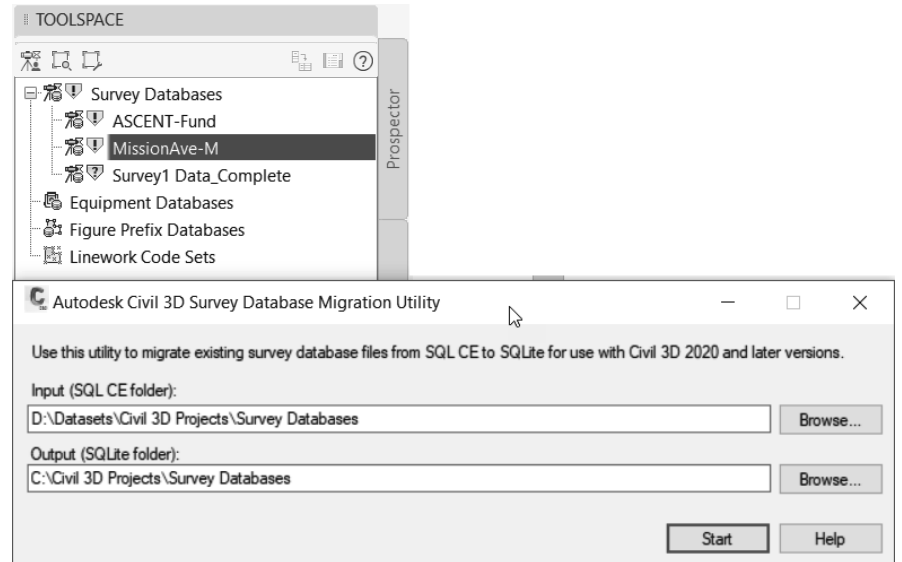 TOOLSPACE
Survey Databases
ASCENT-Fund
MissionAve-M
Survey1 Data_Complete
Equipment Databases
Figure Prefix Databases
Linework Code Sets
Prospector
Autodesk Civil 3D Survey Database Migration Utility
Use this utility to migrate existing survey database files from SQL CE to SQLite for use with Civil 3D 2020 and later versions.
Input (SQL CE folder):
D:\Datasets\Civil 3D Projects\Survey Databases
Browse...
Output (SQLite folder):
C:\Civil 3D Projects\Survey Databases
Browse...
Start
Help